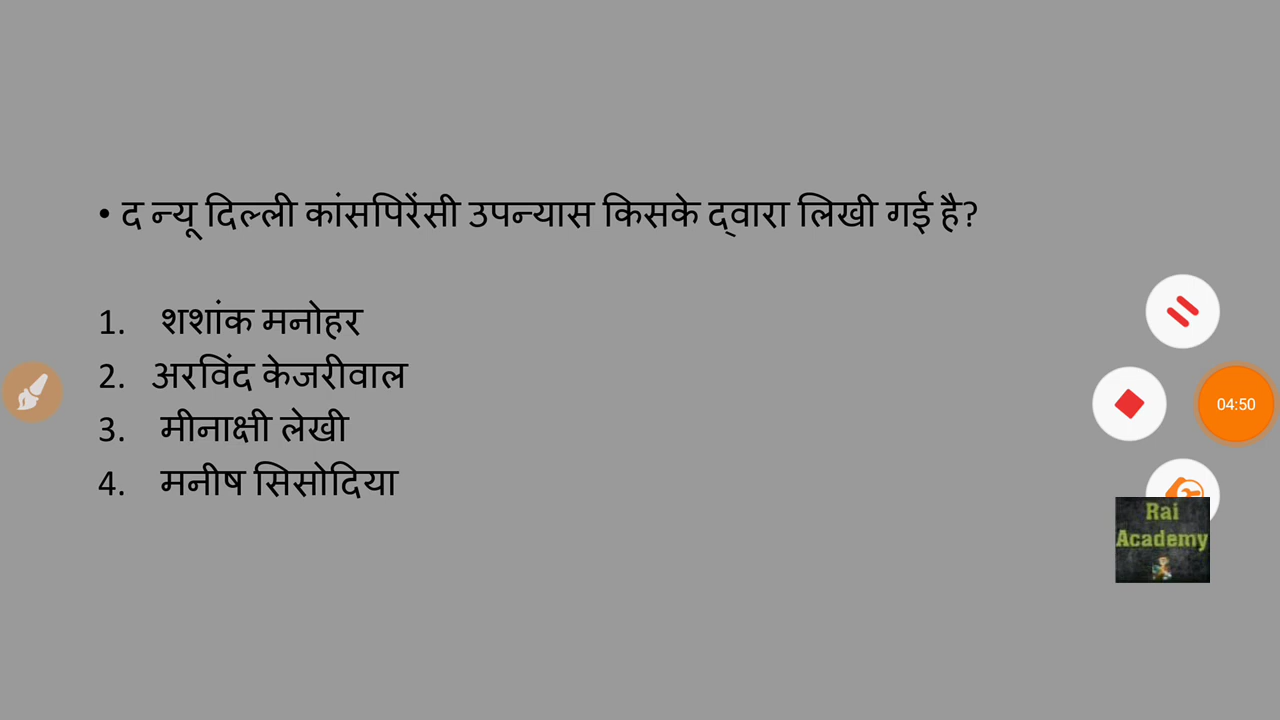 • द न्यू दिल्ली कांसपिरेंसी उपन्यास किसके द्वारा लिखी गई है?
1. शशांक मनोहर
2. अरविंद केजरीवाल
3. मीनाक्षी लेखी
4. मनीष सिसोदिया
04:50
Rai
Academy